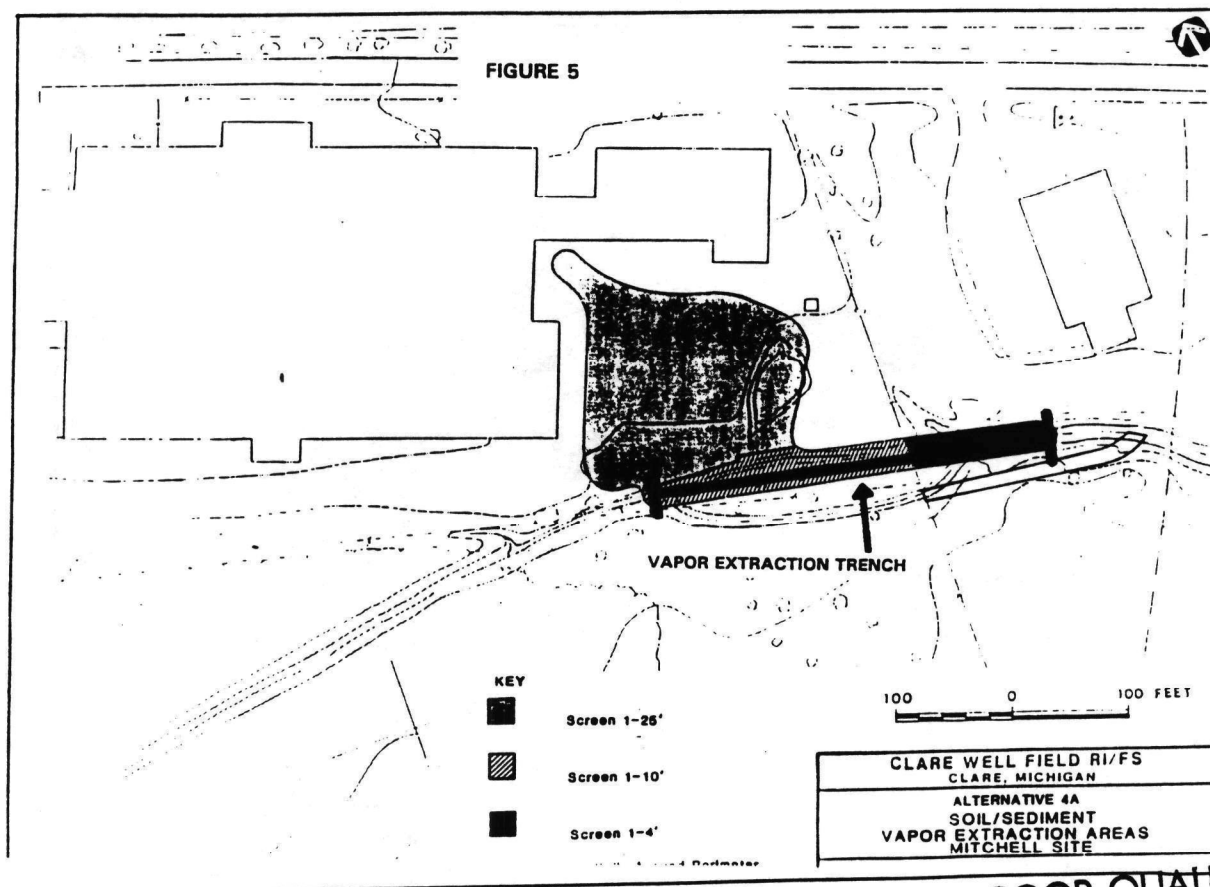 FIGURE 5
VAPOR EXTRACTION TRENCH
KEY
Screen 1-25'
Screen 1-10'
Screen 1-4'
Perimeter
100 0 100 FEET
CLARE WELL FIELD RI/FS
CLARE, MICHIGAN
ALTERNATIVE 4A
SOIL/SEDIMENT
VAPOR EXTRACTION AREAS
MITCHELL SITE